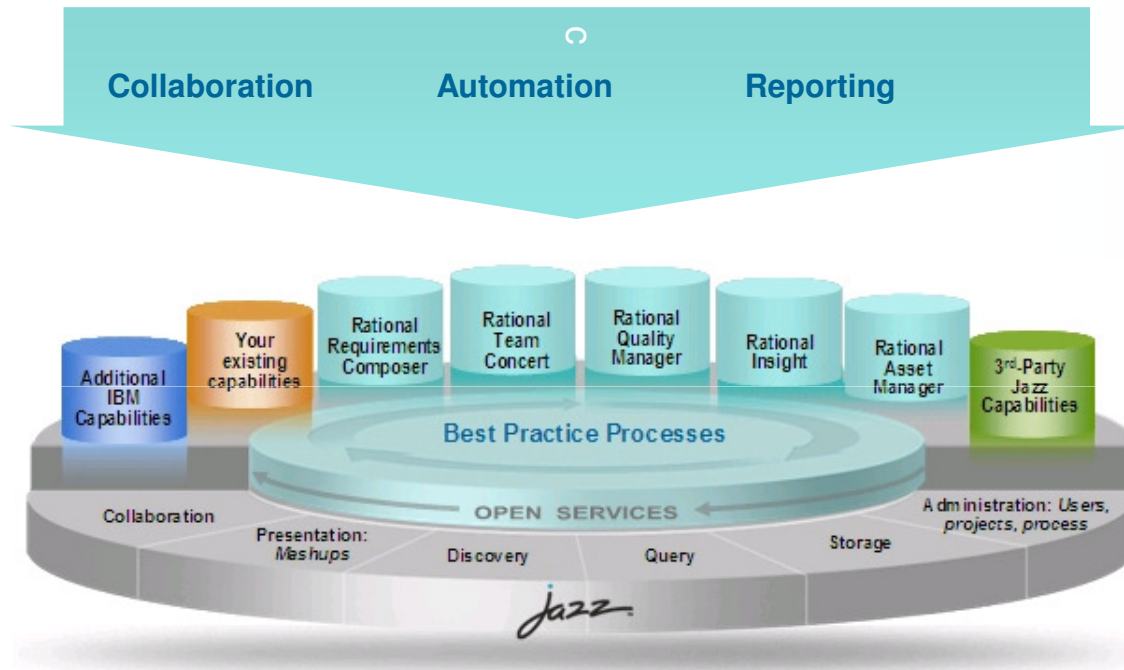 C
Collaboration Automation Reporting
Additional
IBM
Capabilities
Your
existing
capabilities
Rational
Requirements
Composer
Rational
Team
Concert
Rational
Quality
Manager
Rational
Insight
Rational
Asset
Manager
3rd-Party
Jazz
Capabilities
Best Practice Processes
OPEN SERVICES
Collaboration
Presentation:
Mashups
Discovery
Query
Storage
Administration: Users,
projects, process
jazz